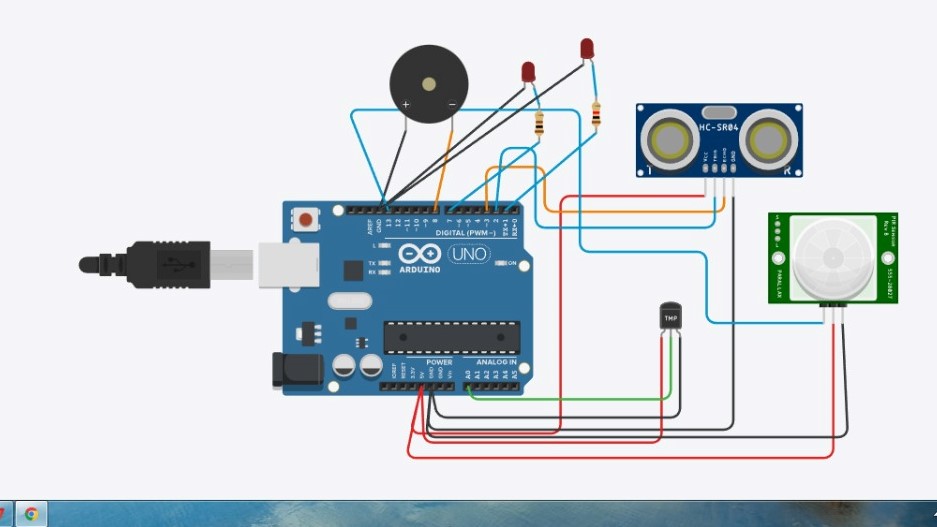 + −
HC-SR04
VCC
TRIG
ECHO
GND
T R
AREF
GND
13
12
~11
~10
~9
8
7
~6
~5
4
~3
2
TX→1
RX←0
DIGITAL (PWM~)
L
TX
RX
ARDUINO
UNO
ON
PIR Sensor
Rev B
555-28027
PARALLAX
TMP
POWER
ANALOG IN
IOREF
RESET
3.3V
5V
GND
GND
Vin
A0
A1
A2
A3
A4
A5